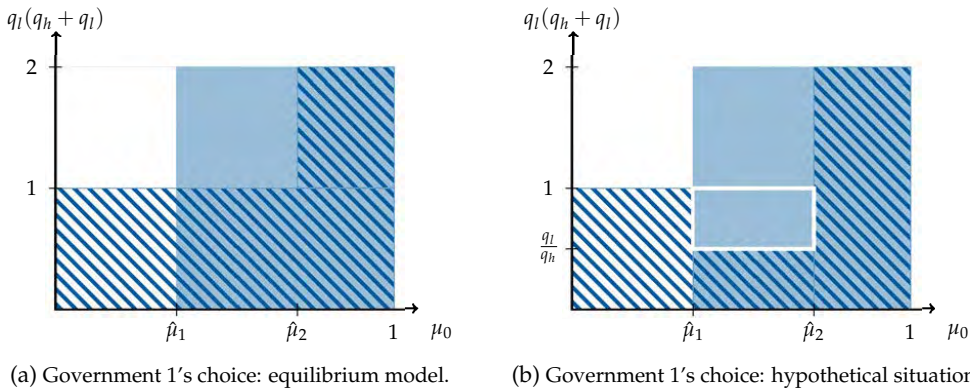 q_l(q_h + q_l)
2
1
μ̂_1
μ̂_2
1
μ_0
(a) Government 1's choice: equilibrium model.
q_l(q_h + q_l)
2
1
q_l/q_h
μ̂_1
μ̂_2
1
μ_0
(b) Government 1's choice: hypothetical situation